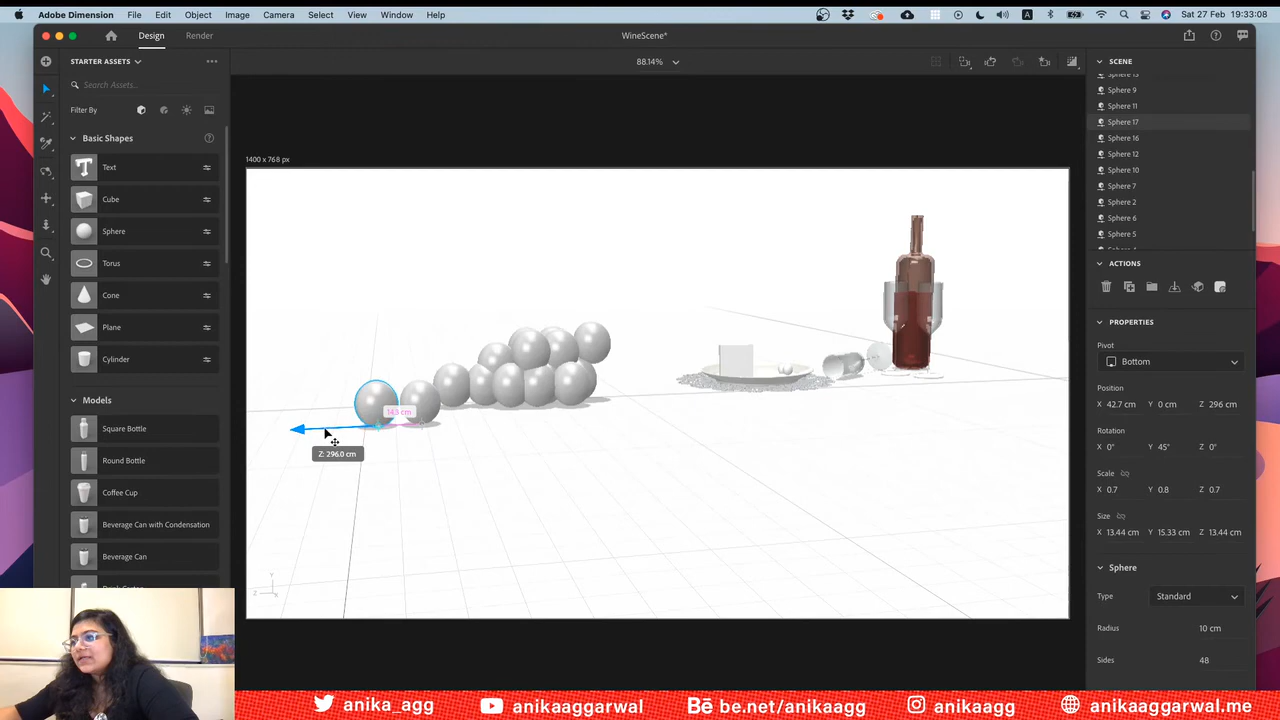 Adobe Dimension File Edit Object Image Camera Select View Window Help
A
Sat 27 Feb 19:33:08
Design Render
WineScene*
STARTER ASSETS
88.14%
Search Assets...
Filter By
Basic Shapes
Text
Cube
Sphere
Torus
Cone
Plane
Cylinder
Models
Square Bottle
Round Bottle
Coffee Cup
Beverage Can with Condensation
Beverage Can
1400 x 768 px
14.3 cm
Z: 296.0 cm
Y
Z
X
SCENE
Sphere 9
Sphere 11
Sphere 17
Sphere 16
Sphere 12
Sphere 10
Sphere 7
Sphere 2
Sphere 6
Sphere 5
ACTIONS
PROPERTIES
Pivot
Bottom
Position
X 42.7 cm Y 0 cm Z 296 cm
Rotation
X 0° Y 45° Z 0°
Scale
X 0.7 Y 0.8 Z 0.7
Size
X 13.44 cm Y 15.33 cm Z 13.44 cm
Sphere
Type Standard
Radius 10 cm
Sides 48
anika_agg
anikaaggarwal
Bē be.net/anikaagg
anikaagg
anikaaggarwal.me